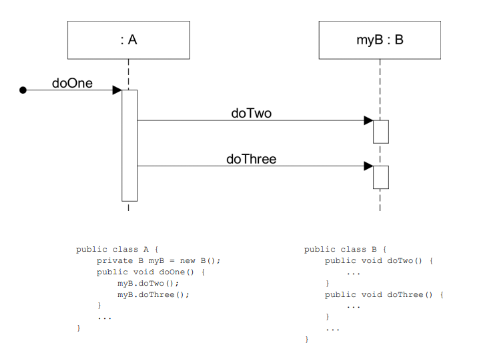 : A
myB : B
doOne
doTwo
doThree
public class A {
    private B myB = new B();
    public void doOne() {
        myB.doTwo();
        myB.doThree();
    }
    ...
}
public class B {
    public void doTwo() {
        ...
    }
    public void doThree() {
        ...
    }
    ...
}